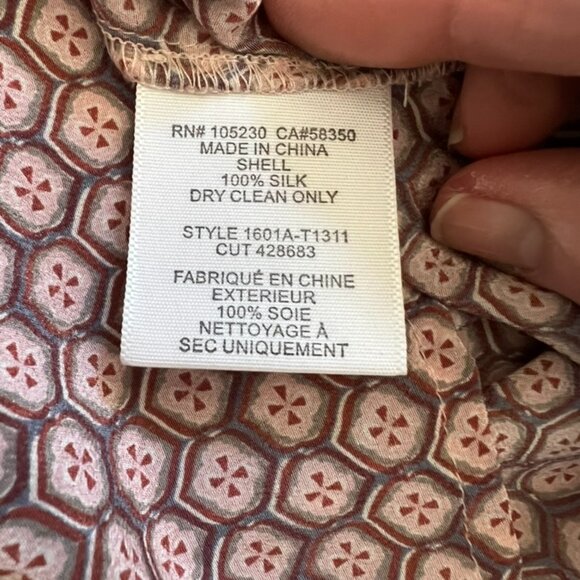 RN# 105230 CA#58350
MADE IN CHINA
SHELL
100% SILK
DRY CLEAN ONLY
STYLE 1601A-T1311
CUT 428683
FABRIQUÉ EN CHINE
EXTERIEUR
100% SOIE
NETTOYAGE À
SEC UNIQUEMENT